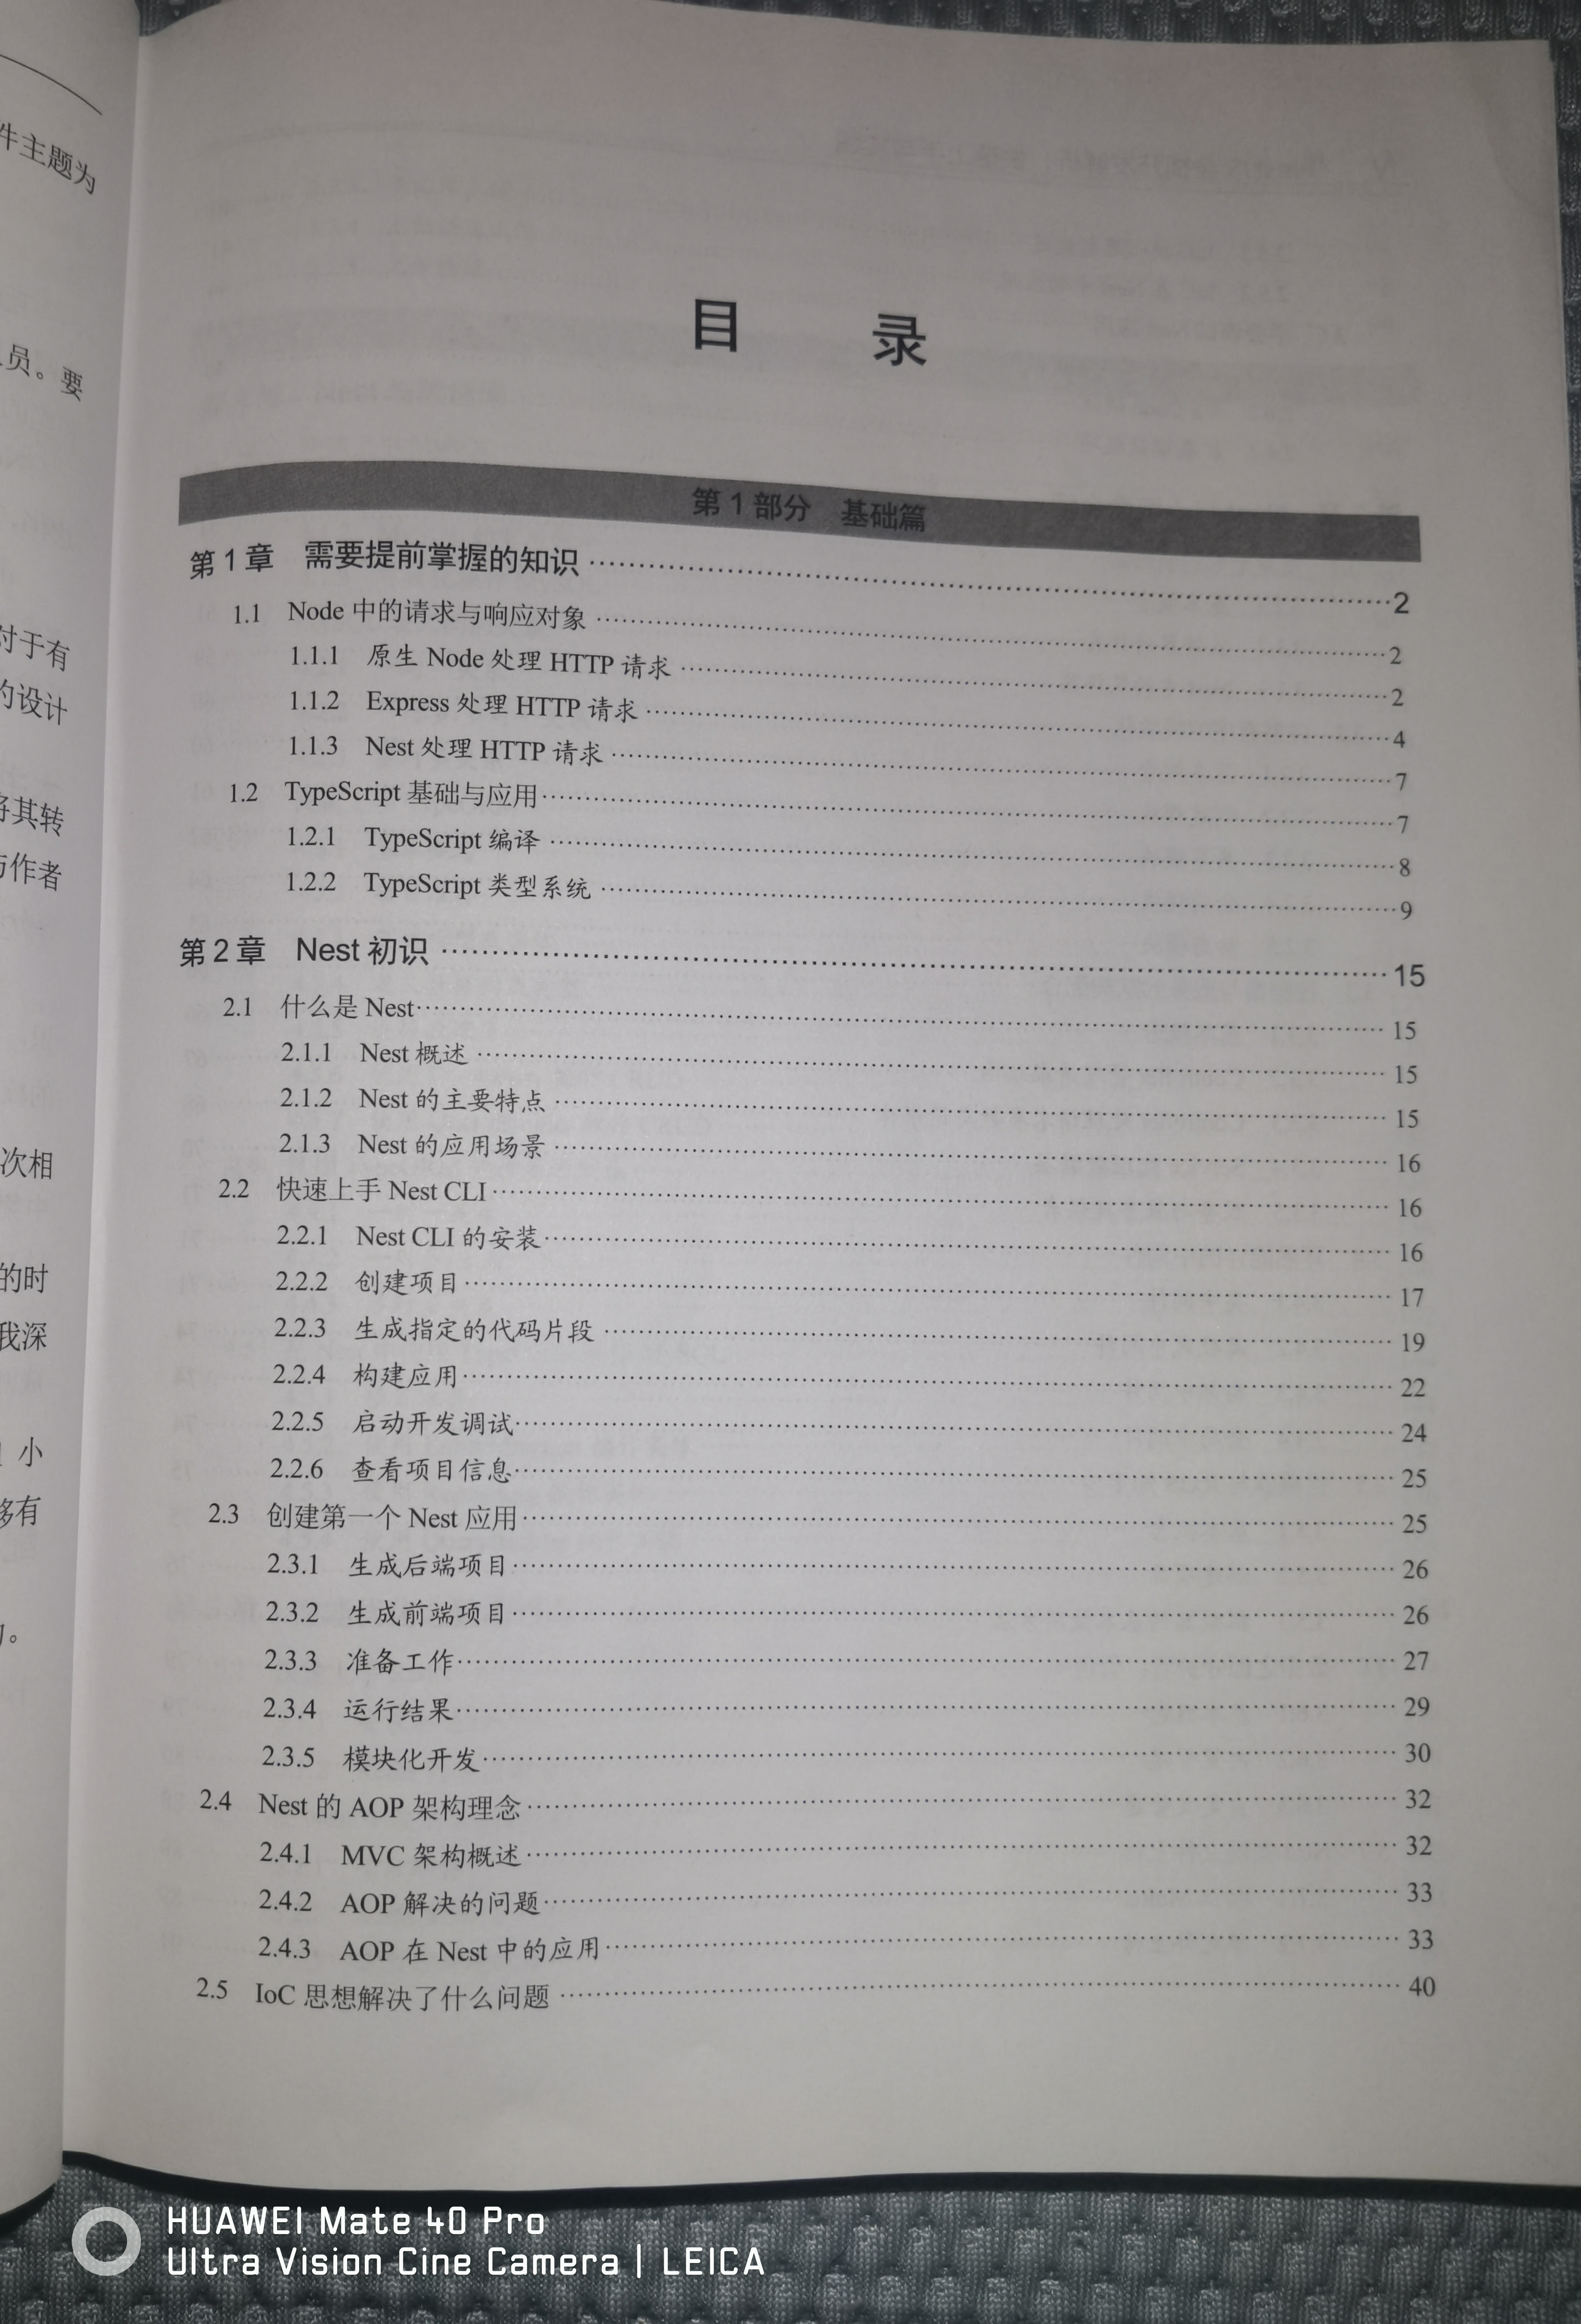 件主题为
员。要
付于有
的设计
将其转
与作者
次相
的时
我深
小
够有
目 录
第1部分 基础篇
第1章 需要提前掌握的知识 2
1.1 Node 中的请求与响应对象 2
1.1.1 原生 Node 处理 HTTP 请求 2
1.1.2 Express 处理 HTTP 请求 4
1.1.3 Nest 处理 HTTP 请求 7
1.2 TypeScript 基础与应用 7
1.2.1 TypeScript 编译 8
1.2.2 TypeScript 类型系统 9
第2章 Nest 初识 15
2.1 什么是 Nest 15
2.1.1 Nest 概述 15
2.1.2 Nest 的主要特点 15
2.1.3 Nest 的应用场景 16
2.2 快速上手 Nest CLI 16
2.2.1 Nest CLI 的安装 16
2.2.2 创建项目 17
2.2.3 生成指定的代码片段 19
2.2.4 构建应用 22
2.2.5 启动开发调试 24
2.2.6 查看项目信息 25
2.3 创建第一个 Nest 应用 25
2.3.1 生成后端项目 26
2.3.2 生成前端项目 26
2.3.3 准备工作 27
2.3.4 运行结果 29
2.3.5 模块化开发 30
2.4 Nest 的 AOP 架构理念 32
2.4.1 MVC 架构概述 32
2.4.2 AOP 解决的问题 33
2.4.3 AOP 在 Nest 中的应用 33
2.5 IoC 思想解决了什么问题 40
HUAWEI Mate 40 Pro
Ultra Vision Cine Camera | LEICA